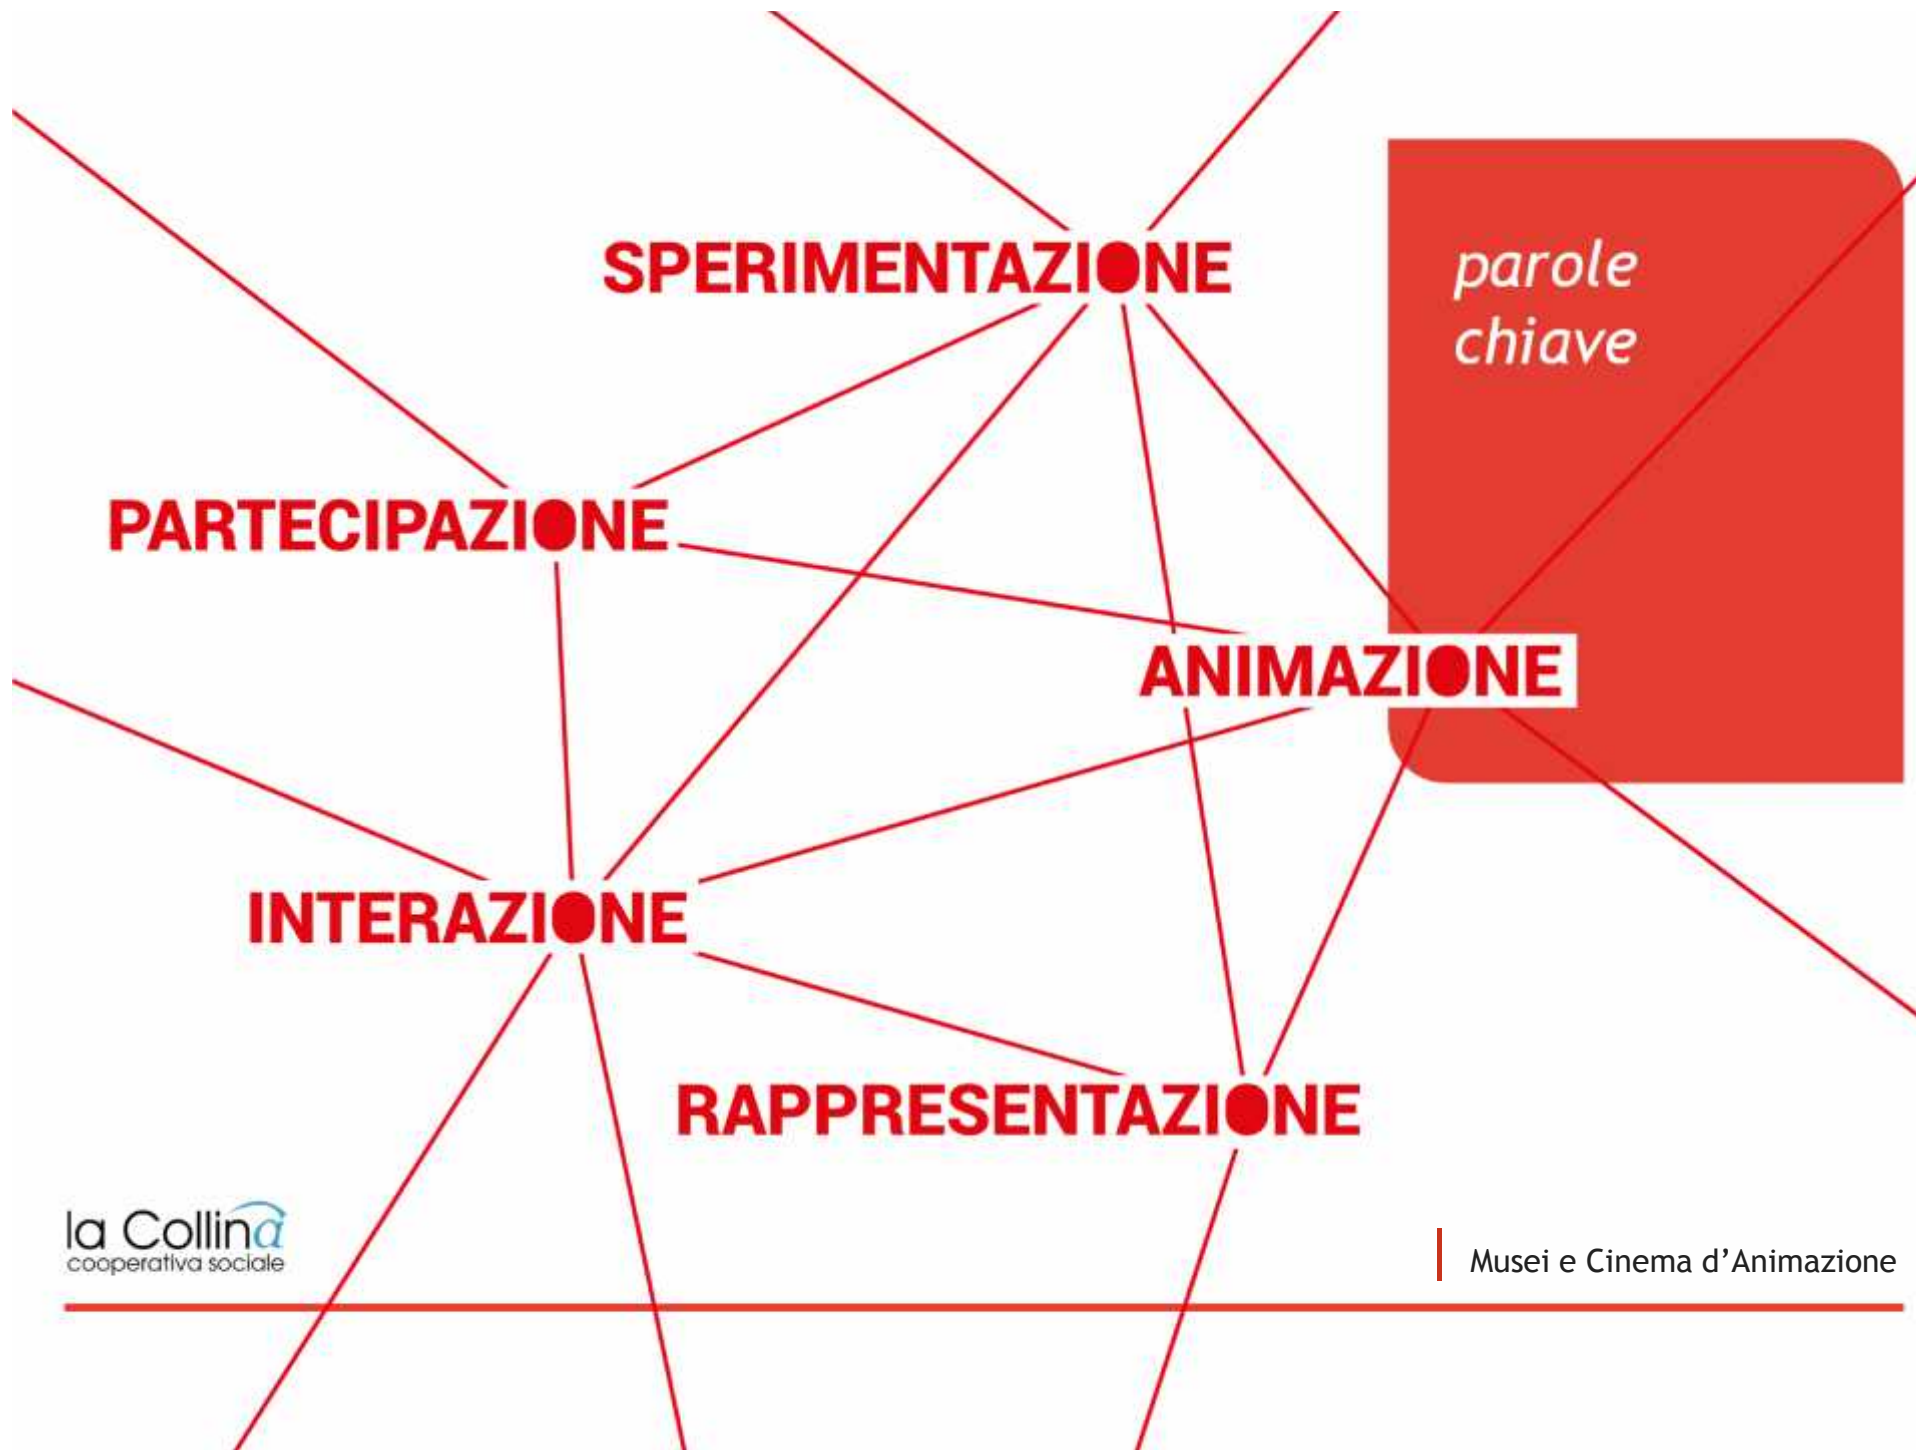 SPERIMENTAZIONE
parole
chiave
PARTECIPAZIONE
ANIMAZIONE
INTERAZIONE
RAPPRESENTAZIONE
la Collina
cooperativa sociale
Musei e Cinema d’Animazione